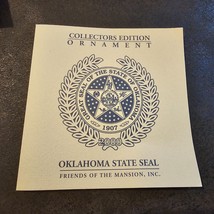 COLLECTORS EDITION
ORNAMENT
GREAT SEAL OF THE STATE OF OKLAHOMA
1907
2000
OKLAHOMA STATE SEAL
FRIENDS OF THE MANSION, INC.